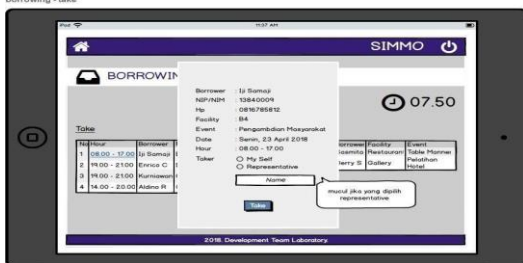 Borrowing - take
iPad
11:37 AM
SIMMO
BORROWIN
07.50
Take
No Hour Borrower
1 08.00 - 17.00 Iji Samaji
2 19.00 - 21.00 Enrico C
3 19.00 - 21.00 Kurniawan
4 14.00 - 20.00 Aldino R
Borrower : Iji Samaji
NIP/NIM : 13840009
Hp : 0816785812
Facility : B4
Event : Pengambdian Masyarakat
Date : Senin, 23 April 2018
Hour : 08.00 - 17.00
Taker My Self
Representative
Name
Take
Facility Event
Restaurant Table Manner
Gallery Pelatihan
Hotel
mucul jika yang dipilih
representative
2018. Development Team Laboratory.